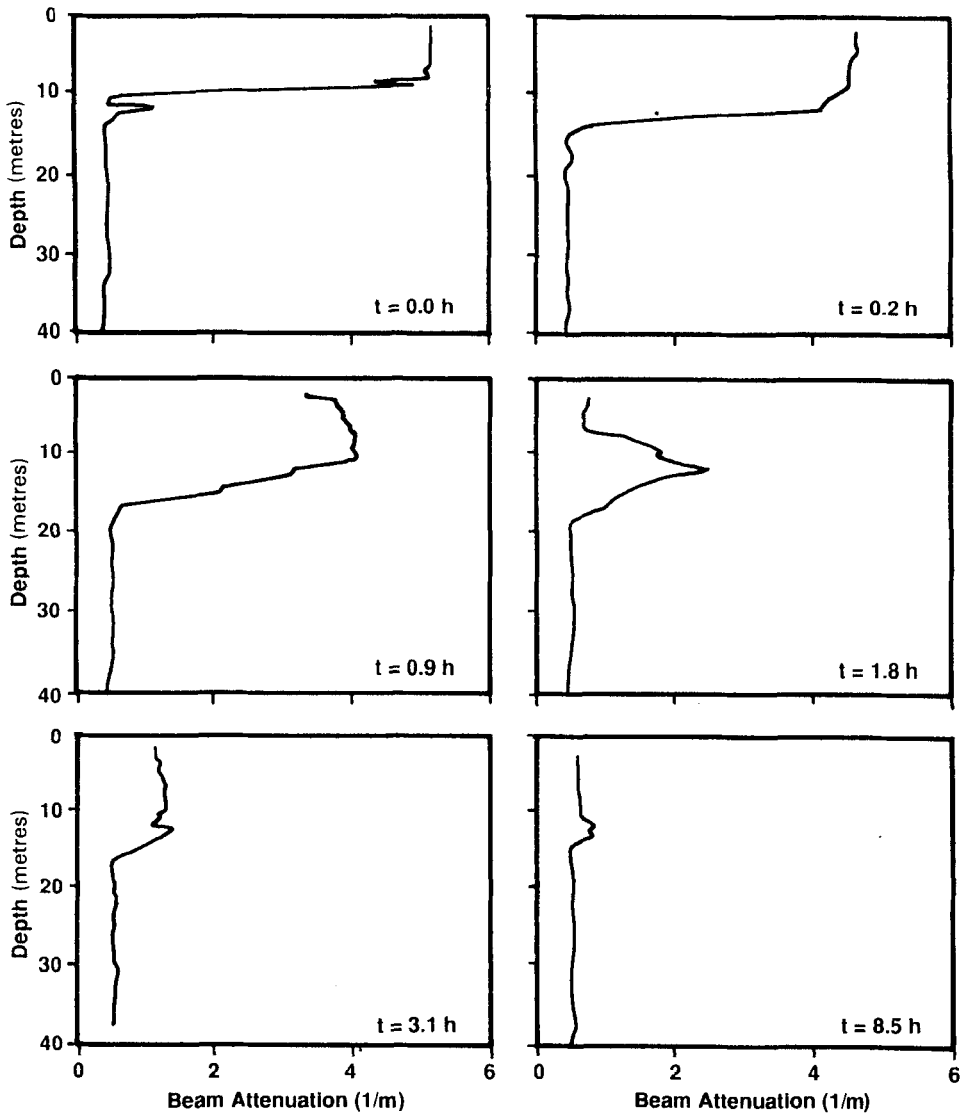 0
10
20
30
40
Depth (metres)
t = 0.0 h
t = 0.2 h
0
10
20
30
40
Depth (metres)
t = 0.9 h
t = 1.8 h
0
10
20
30
40
Depth (metres)
t = 3.1 h
t = 8.5 h
0 2 4 6
0 2 4 6
Beam Attenuation (1/m)
Beam Attenuation (1/m)